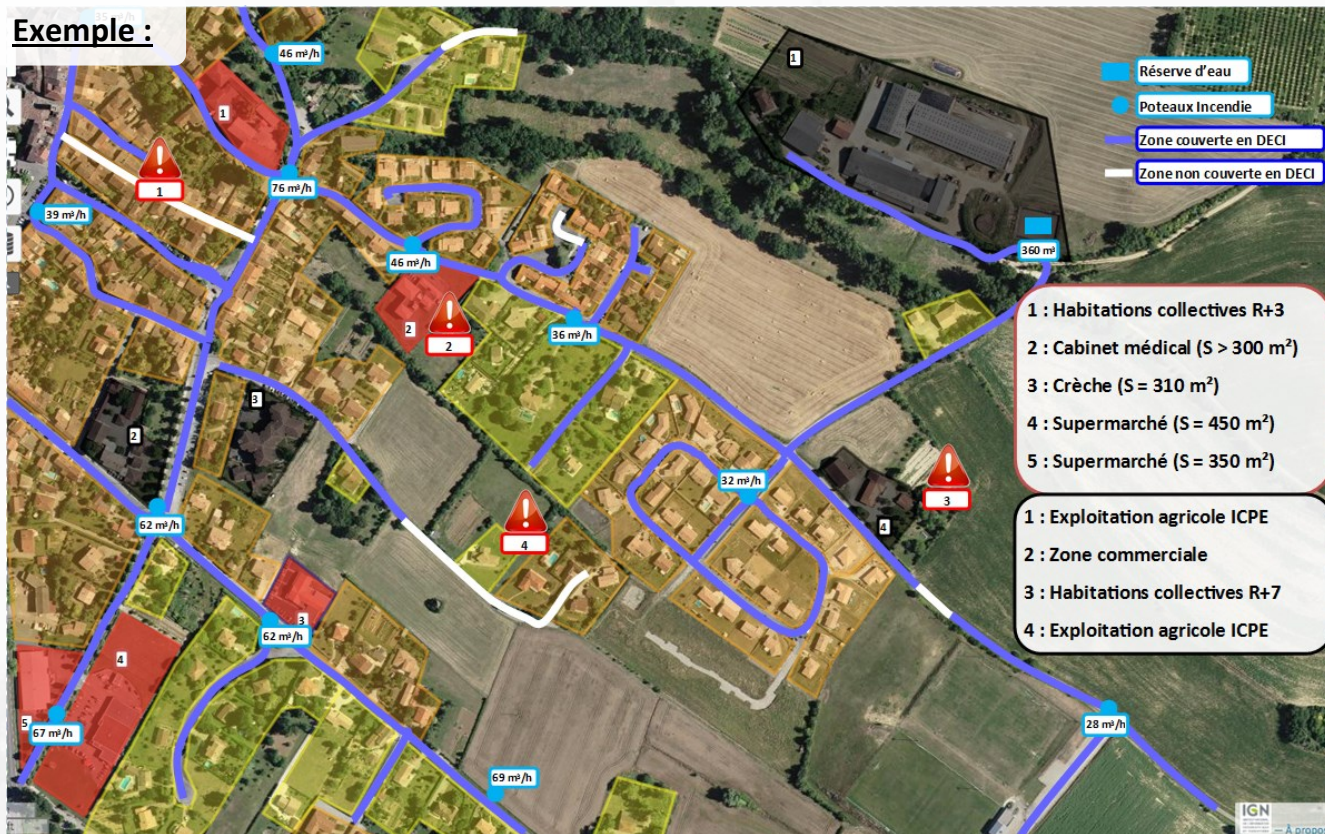 Exemple :
46 m³/h
1
1
Réserve d'eau
Poteaux Incendie
Zone couverte en DECI
Zone non couverte en DECI
1
76 m³/h
39 m³/h
46 m³/h
360 m³
2
2
36 m³/h
1 : Habitations collectives R+3
2 : Cabinet médical (S > 300 m²)
3 : Crèche (S = 310 m²)
4 : Supermarché (S = 450 m²)
5 : Supermarché (S = 350 m²)
3
2
32 m³/h
3
4
4
62 m³/h
1 : Exploitation agricole ICPE
2 : Zone commerciale
3 : Habitations collectives R+7
4 : Exploitation agricole ICPE
3
62 m³/h
4
5
67 m³/h
28 m³/h
69 m³/h
IGN